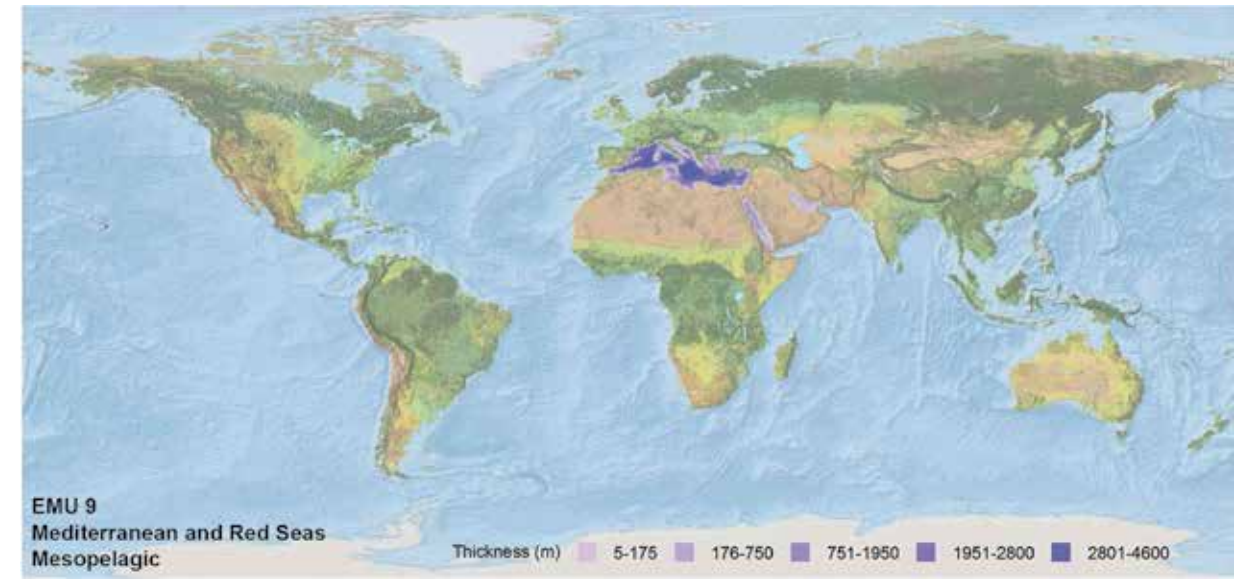 EMU 9
Mediterranean and Red Seas
Mesopelagic
Thickness (m) 5-175 176-750 751-1950 1951-2800 2801-4600